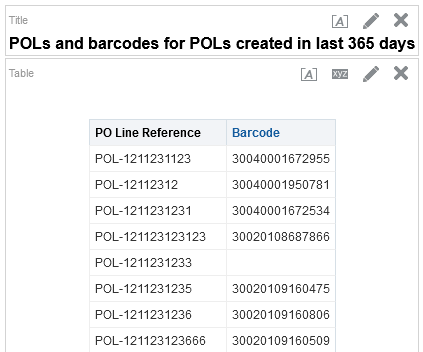 Title
POLs and barcodes for POLs created in last 365 days
Table
PO Line Reference Barcode
POL-1211231123 30040001672955
POL-12112312 30040001950781
POL-1211231231 30040001672534
POL-121123123123 30020108687866
POL-1211231233
POL-1211231235 30020109160475
POL-1211231236 30020109160806
POL-121123123666 30020109160509